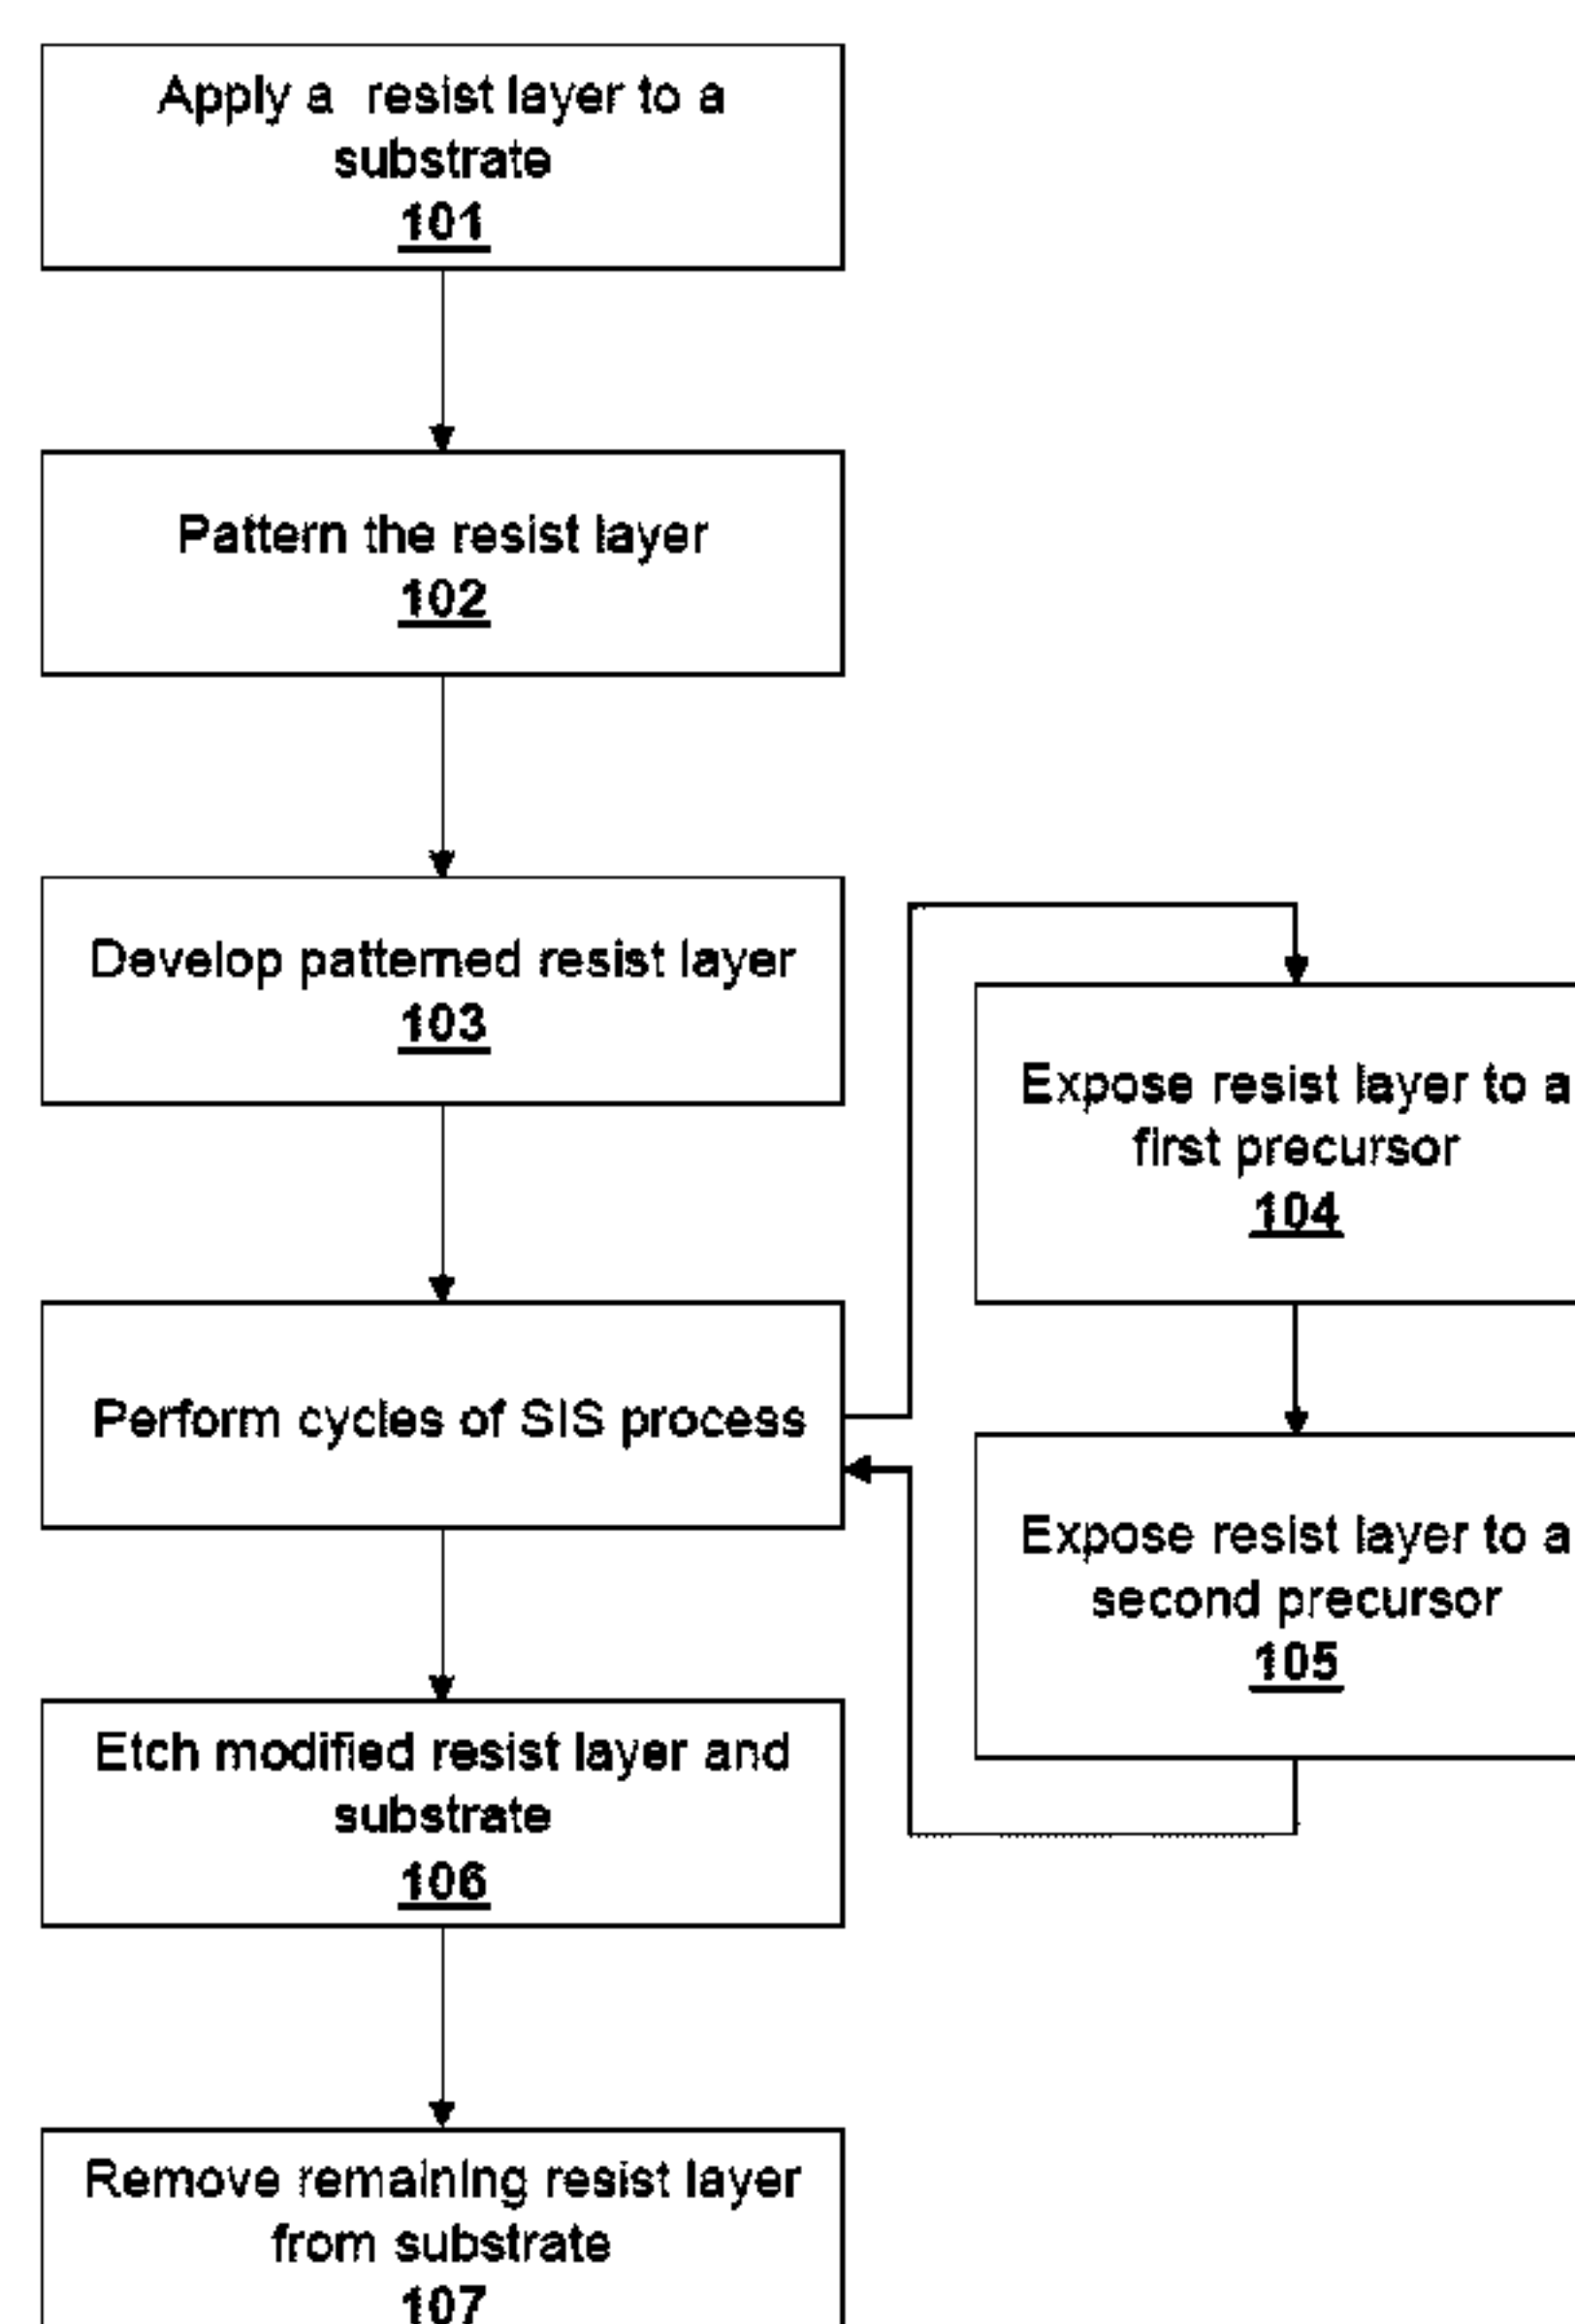 Apply a resist layer to a
substrate
101
Pattern the resist layer
102
Develop patterned resist layer
103
Perform cycles of SIS process
Expose resist layer to a
first precursor
104
Expose resist layer to a
second precursor
105
Etch modified resist layer and
substrate
106
Remove remaining resist layer
from substrate
107